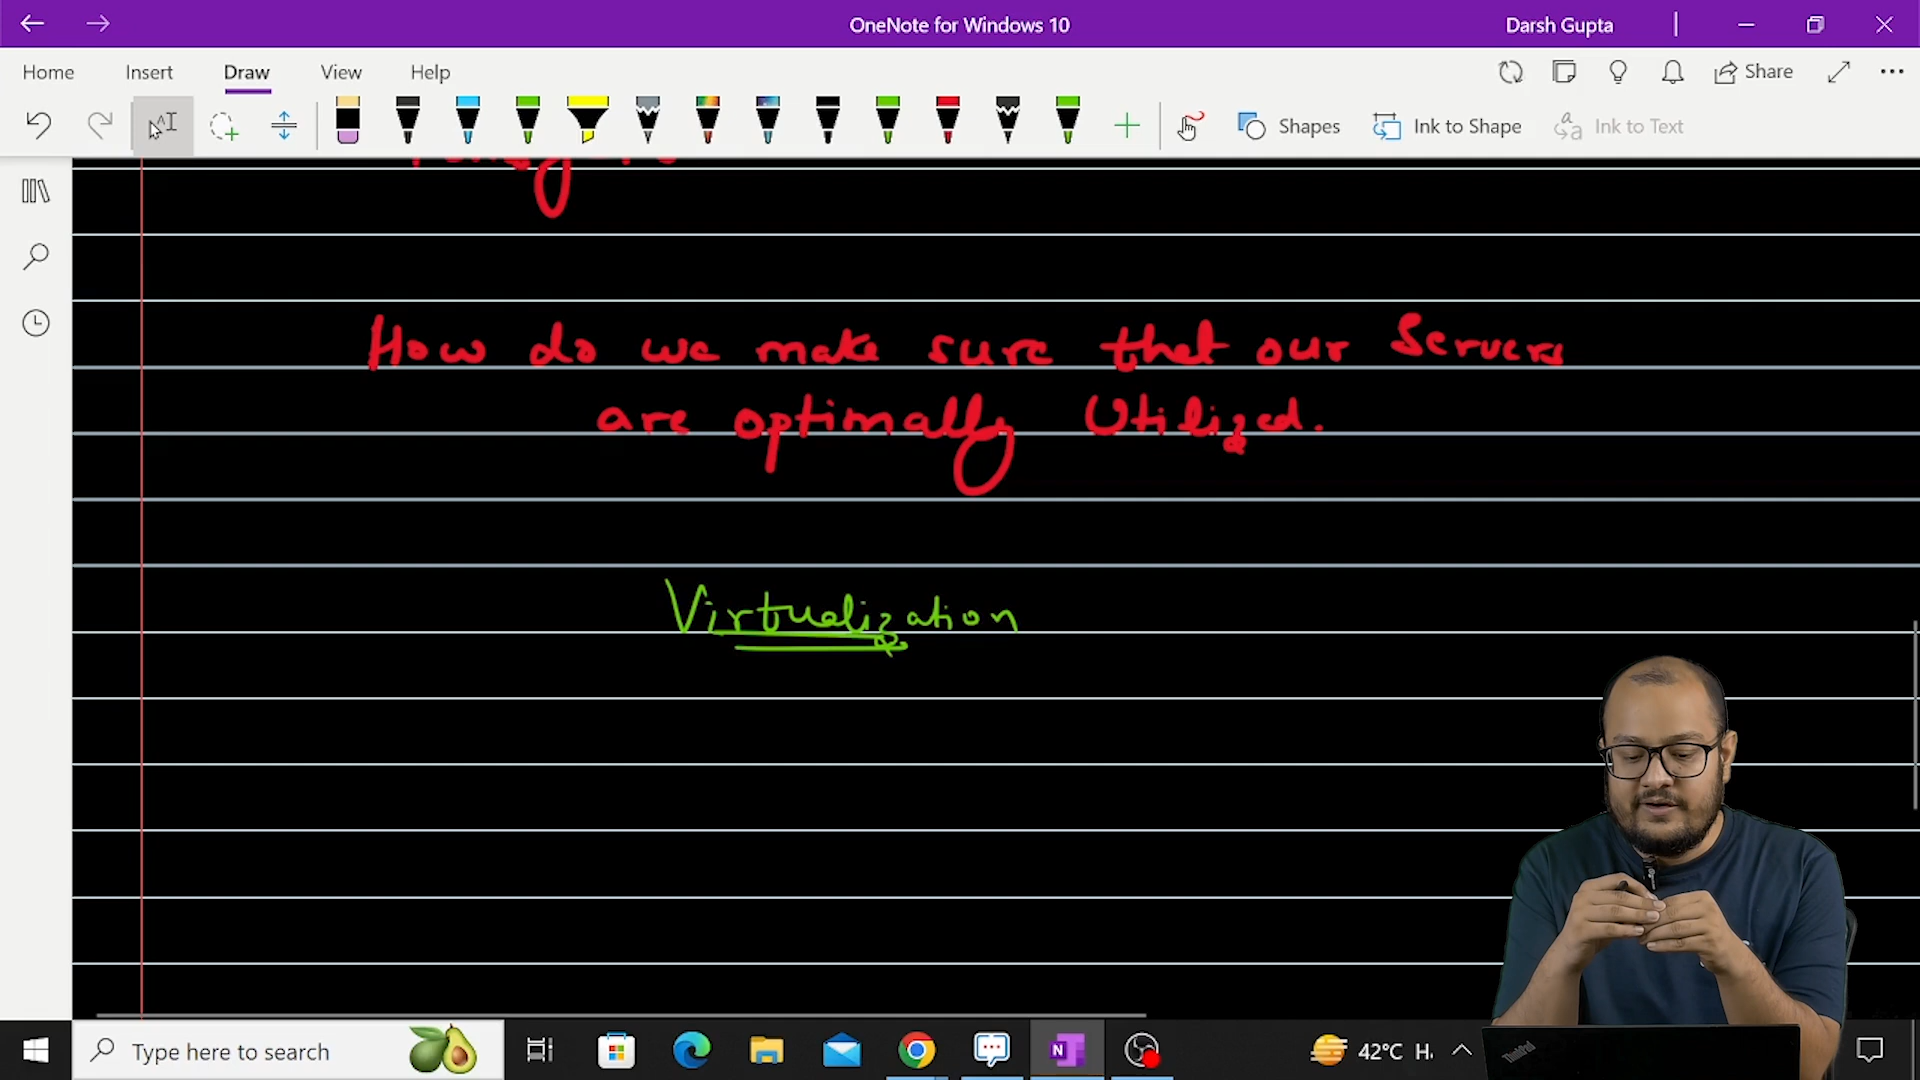 OneNote for Windows 10
Darsh Gupta
Home Insert Draw View Help
Share
Shapes Ink to Shape Ink to Text
How do we make sure that our Servers
are optimally Utilized.
Virtualization
Type here to search
42°C H.
ThinkPad